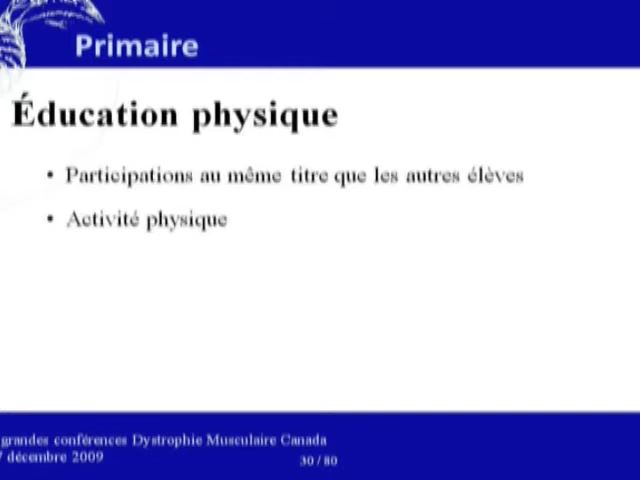 Primaire
Éducation physique
• Participations au même titre que les autres élèves
• Activité physique
grandes conférences Dystrophie Musculaire Canada
7 décembre 2009
30 / 80